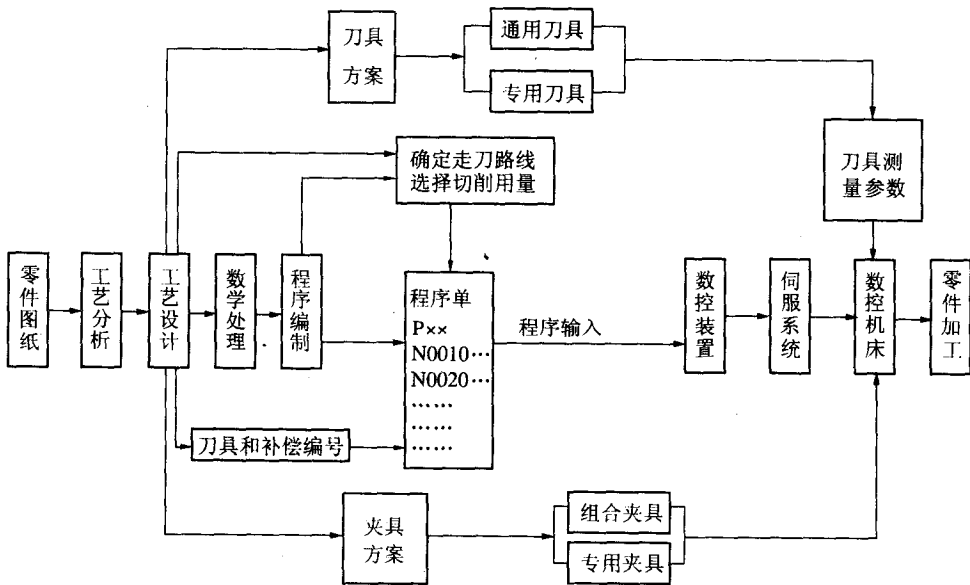 刀具
方案
通用刀具
专用刀具
确定走刀路线
选择切削用量
刀具测
量参数
零件图纸
工艺分析
工艺设计
数学处理
程序编制
程序单
P××
N0010…
N0020…
……
……
……
程序输入
数控装置
伺服系统
数控机床
零件加工
刀具和补偿编号
夹具
方案
组合夹具
专用夹具